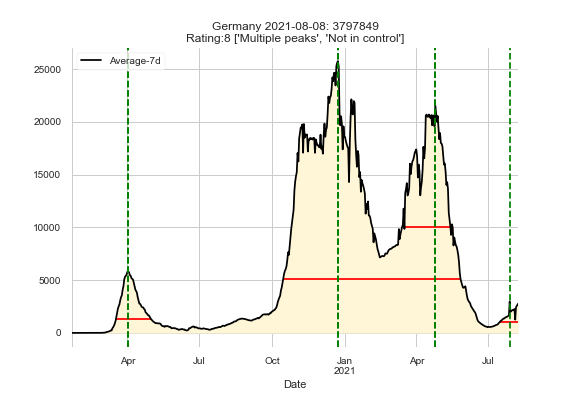 Germany 2021-08-08: 3797849
Rating:8 ['Multiple peaks', 'Not in control']
Average-7d
25000
20000
15000
10000
5000
0
Apr Jul Oct Jan Apr Jul
2021
Date